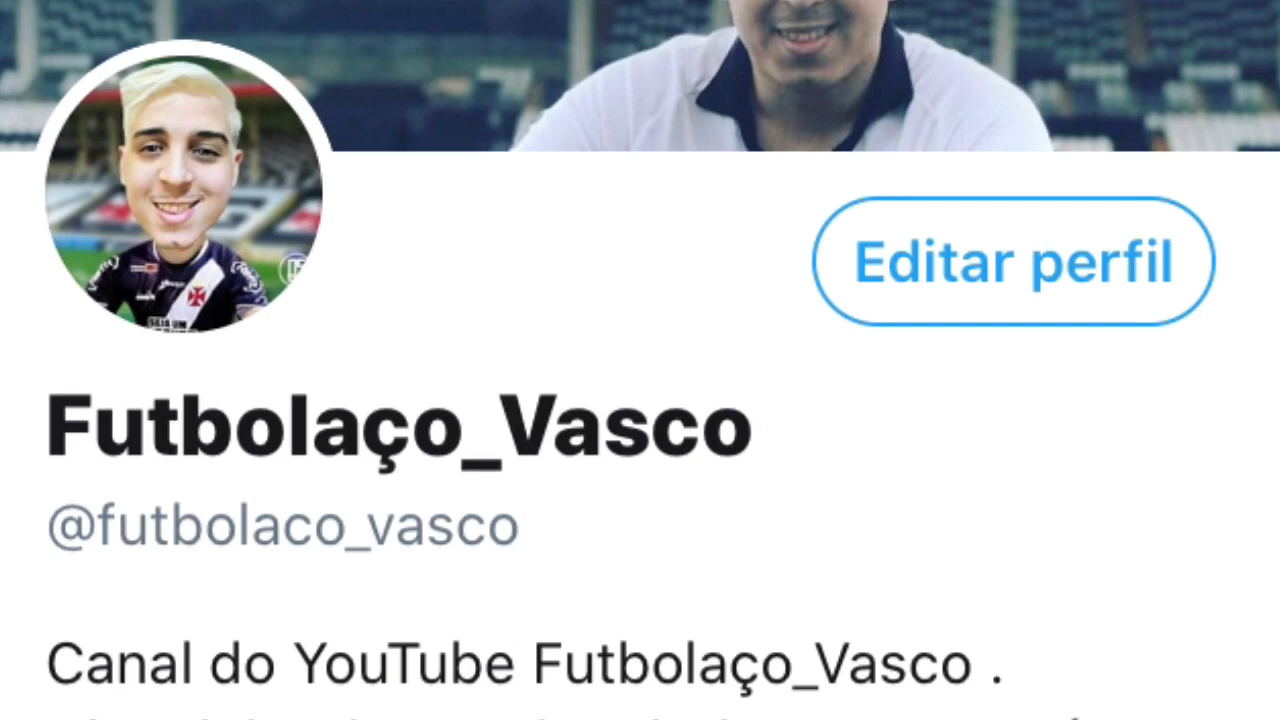 Editar perfil
Futbolaço_Vasco
@futbolaco_vasco
Canal do YouTube Futbolaço_Vasco .